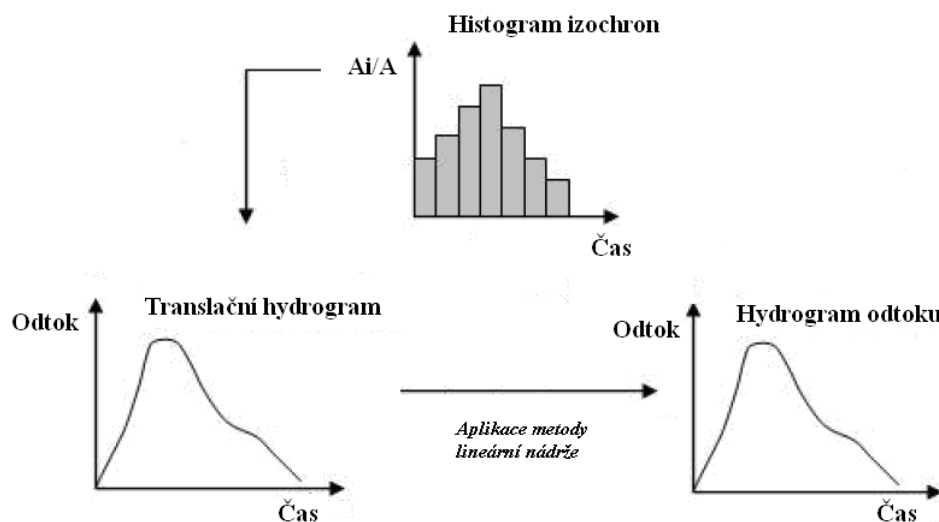 Histogram izochron
Ai/A
Čas
Translační hydrogram
Odtok
Čas
Aplikace metody
lineární nádrže
Hydrogram odtoku
Odtok
Čas